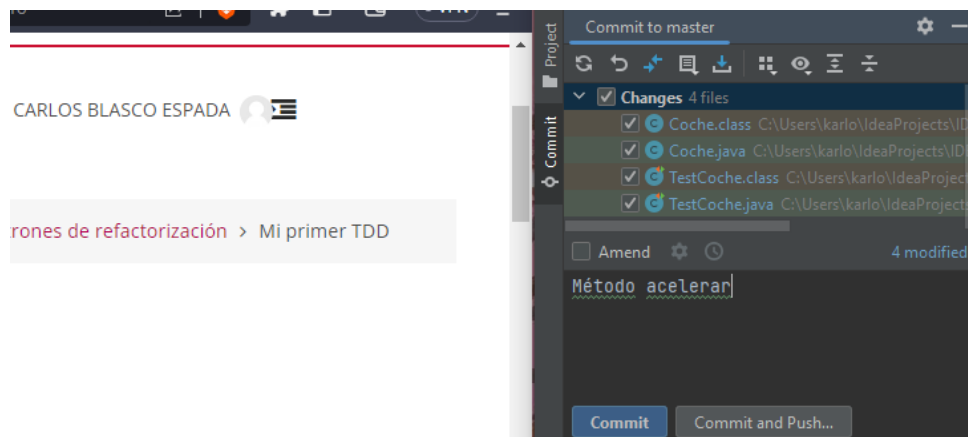 CARLOS BLASCO ESPADA
rones de refactorización > Mi primer TDD
Project
Commit
Commit to master
Changes 4 files
Coche.class C:\Users\karlo\IdeaProjects\ID
Coche.java C:\Users\karlo\IdeaProjects\ID
TestCoche.class C:\Users\karlo\IdeaProject
TestCoche.java C:\Users\karlo\IdeaProjects
Amend
4 modified
Método acelerar
Commit
Commit and Push...